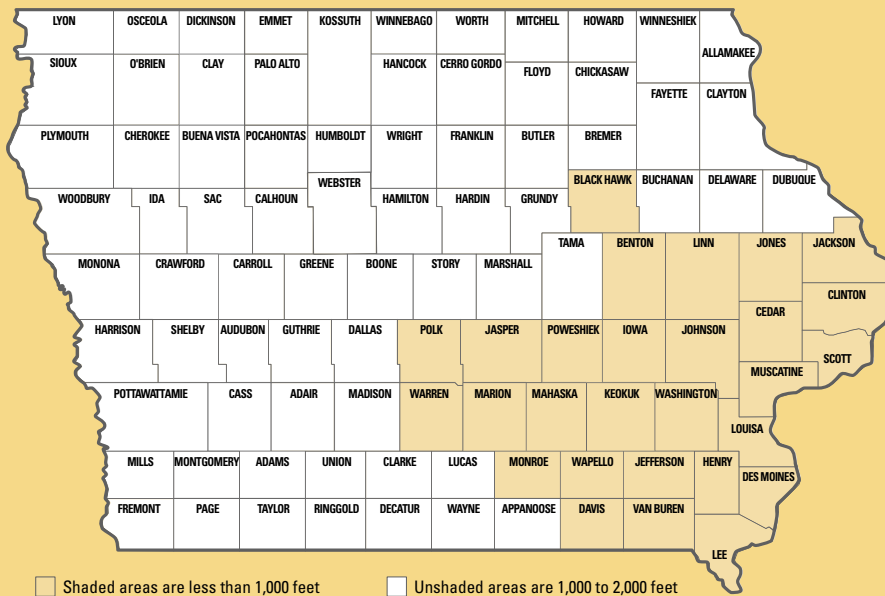 LYON OSCEOLA DICKINSON EMMET KOSSUTH WINNEBAGO WORTH MITCHELL HOWARD WINNESHIEK
ALLAMAKEE
SIOUX O'BRIEN CLAY PALO ALTO HANCOCK CERRO GORDO
FLOYD CHICKASAW
FAYETTE CLAYTON
PLYMOUTH CHEROKEE BUENA VISTA POCAHONTAS HUMBOLDT WRIGHT FRANKLIN BUTLER BREMER
WEBSTER BLACK HAWK BUCHANAN DELAWARE DUBUQUE
WOODBURY IDA SAC CALHOUN HAMILTON HARDIN GRUNDY
TAMA BENTON LINN JONES JACKSON
MONONA CRAWFORD CARROLL GREENE BOONE STORY MARSHALL
CLINTON
CEDAR
HARRISON SHELBY AUDUBON GUTHRIE DALLAS POLK JASPER POWESHIEK IOWA JOHNSON
SCOTT
MUSCATINE
POTTAWATTAMIE CASS ADAIR MADISON WARREN MARION MAHASKA KEOKUK WASHINGTON
LOUISA
MILLS MONTGOMERY ADAMS UNION CLARKE LUCAS MONROE WAPELLO JEFFERSON HENRY
DES MOINES
FREMONT PAGE TAYLOR RINGGOLD DECATUR WAYNE APPANOOSE DAVIS VAN BUREN
LEE
Shaded areas are less than 1,000 feet Unshaded areas are 1,000 to 2,000 feet